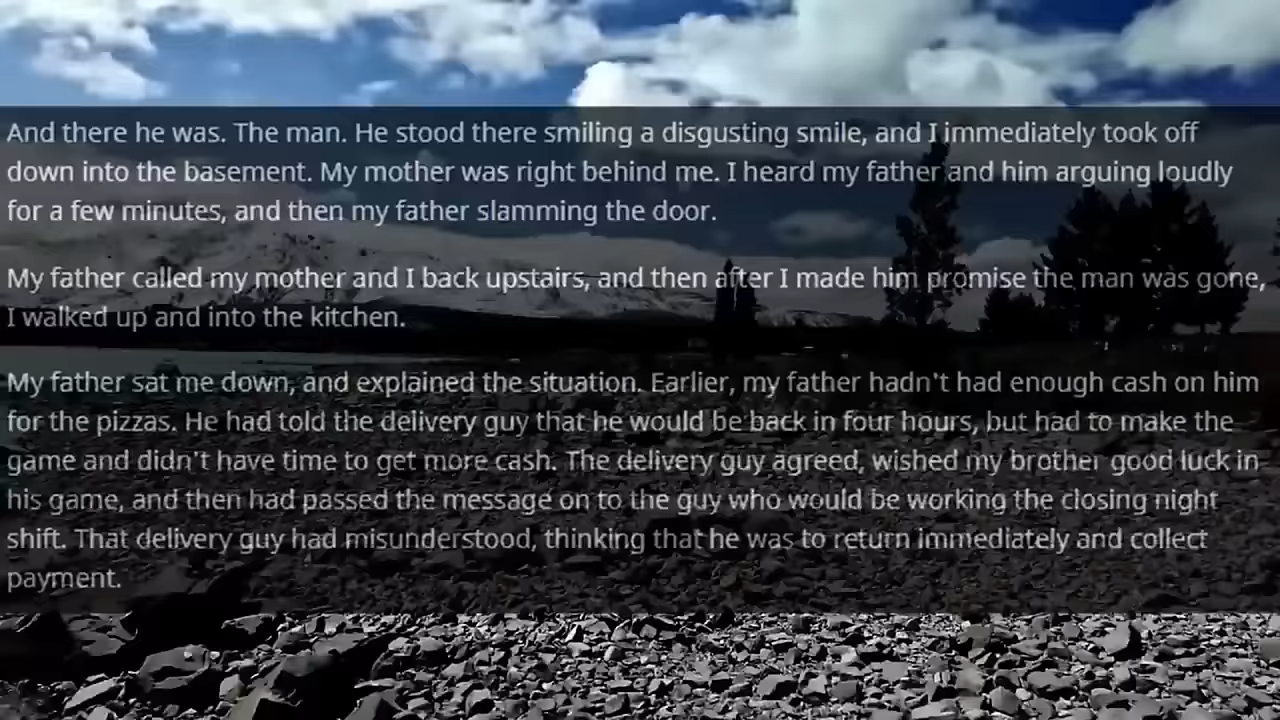 And there he was. The man. He stood there smiling a disgusting smile, and I immediately took off
down into the basement. My mother was right behind me. I heard my father and him arguing loudly
for a few minutes, and then my father slamming the door.
My father called my mother and I back upstairs, and then after I made him promise the man was gone,
I walked up and into the kitchen.
My father sat me down, and explained the situation. Earlier, my father hadn't had enough cash on him
for the pizzas. He had told the delivery guy that he would be back in four hours, but had to make the
game and didn't have time to get more cash. The delivery guy agreed, wished my brother good luck in
his game, and then had passed the message on to the guy who would be working the closing night
shift. That delivery guy had misunderstood, thinking that he was to return immediately and collect
payment.